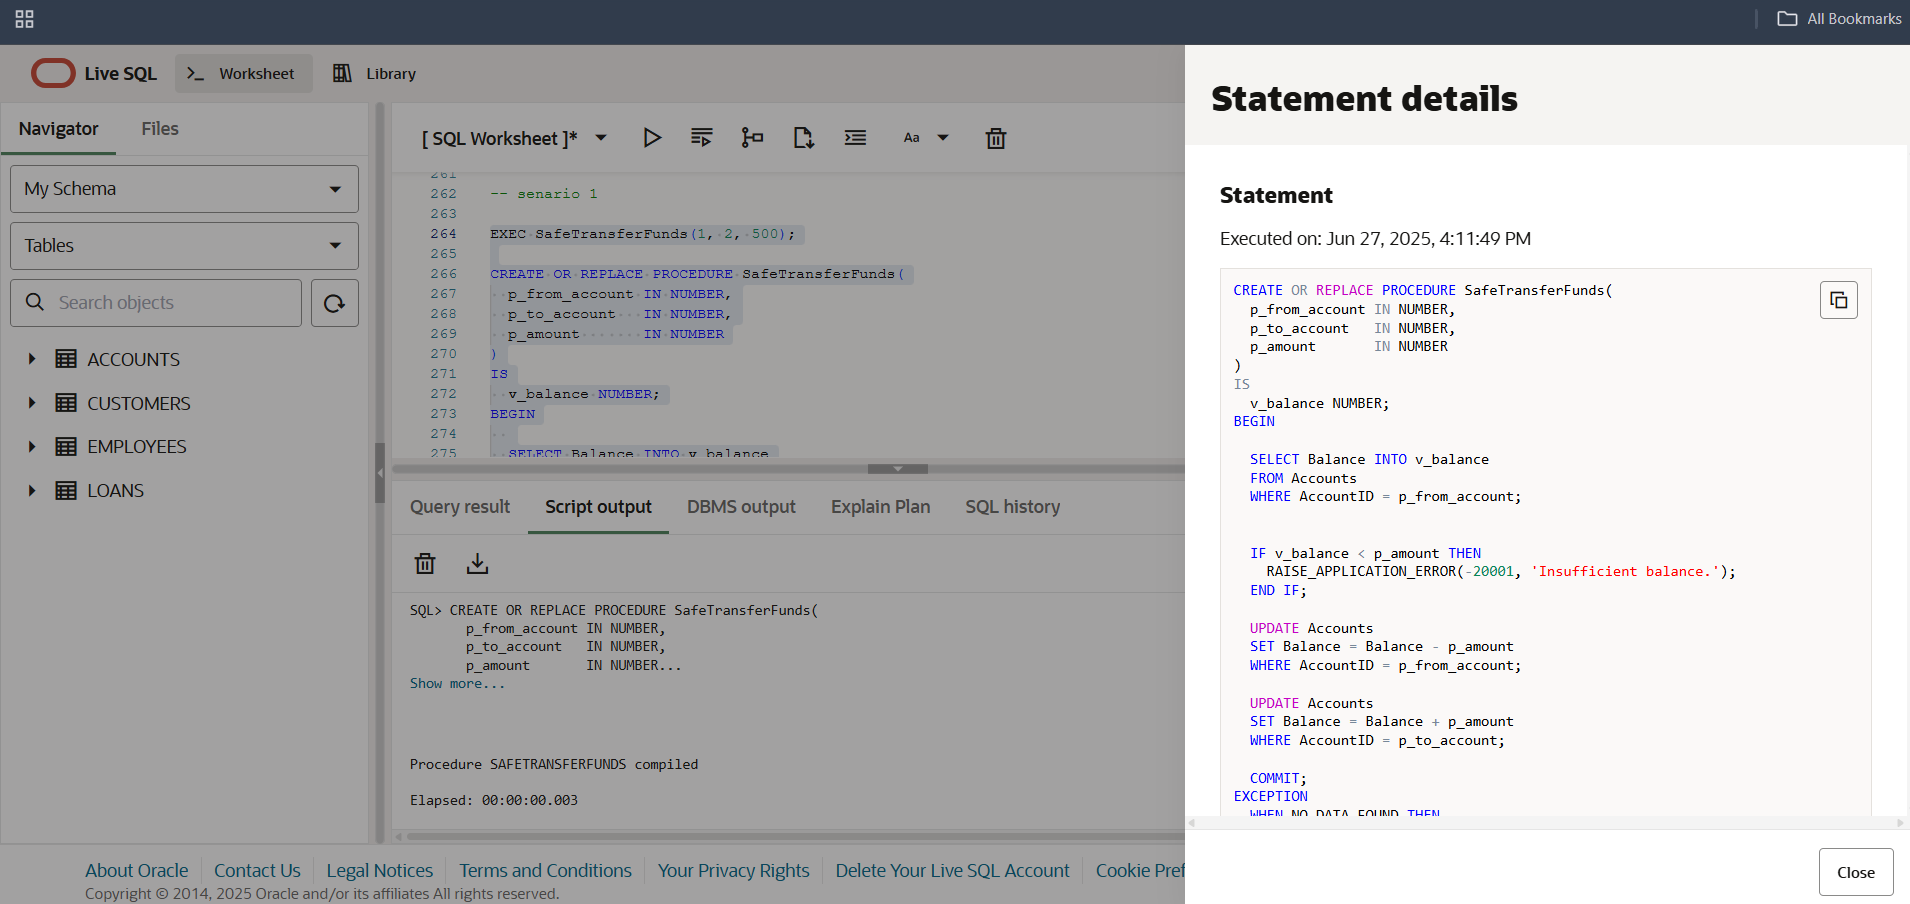 All Bookmarks
Live SQL
Worksheet
Library
Navigator
Files
My Schema
Tables
Search objects
ACCOUNTS
CUSTOMERS
EMPLOYEES
LOANS
[ SQL Worksheet ]*
Aa
261
262 -- senario 1
263
264 EXEC SafeTransferFunds(1, 2, 500);
265
266 CREATE OR REPLACE PROCEDURE SafeTransferFunds(
267 p_from_account IN NUMBER,
268 p_to_account IN NUMBER,
269 p_amount IN NUMBER
270 )
271 IS
272 v_balance NUMBER;
273 BEGIN
274
275 SELECT Balance INTO v_balance
Query result
Script output
DBMS output
Explain Plan
SQL history
SQL> CREATE OR REPLACE PROCEDURE SafeTransferFunds(
p_from_account IN NUMBER,
p_to_account IN NUMBER,
p_amount IN NUMBER...
Show more...
Procedure SAFETRANSFERFUNDS compiled
Elapsed: 00:00:00.003
Statement details
Statement
Executed on: Jun 27, 2025, 4:11:49 PM
CREATE OR REPLACE PROCEDURE SafeTransferFunds(
p_from_account IN NUMBER,
p_to_account IN NUMBER,
p_amount IN NUMBER
)
IS
v_balance NUMBER;
BEGIN
SELECT Balance INTO v_balance
FROM Accounts
WHERE AccountID = p_from_account;
IF v_balance < p_amount THEN
RAISE_APPLICATION_ERROR(-20001, 'Insufficient balance.');
END IF;
UPDATE Accounts
SET Balance = Balance - p_amount
WHERE AccountID = p_from_account;
UPDATE Accounts
SET Balance = Balance + p_amount
WHERE AccountID = p_to_account;
COMMIT;
EXCEPTION
WHEN NO_DATA_FOUND THEN
Close
About Oracle
Contact Us
Legal Notices
Terms and Conditions
Your Privacy Rights
Delete Your Live SQL Account
Cookie Pref
Copyright © 2014, 2025 Oracle and/or its affiliates All rights reserved.